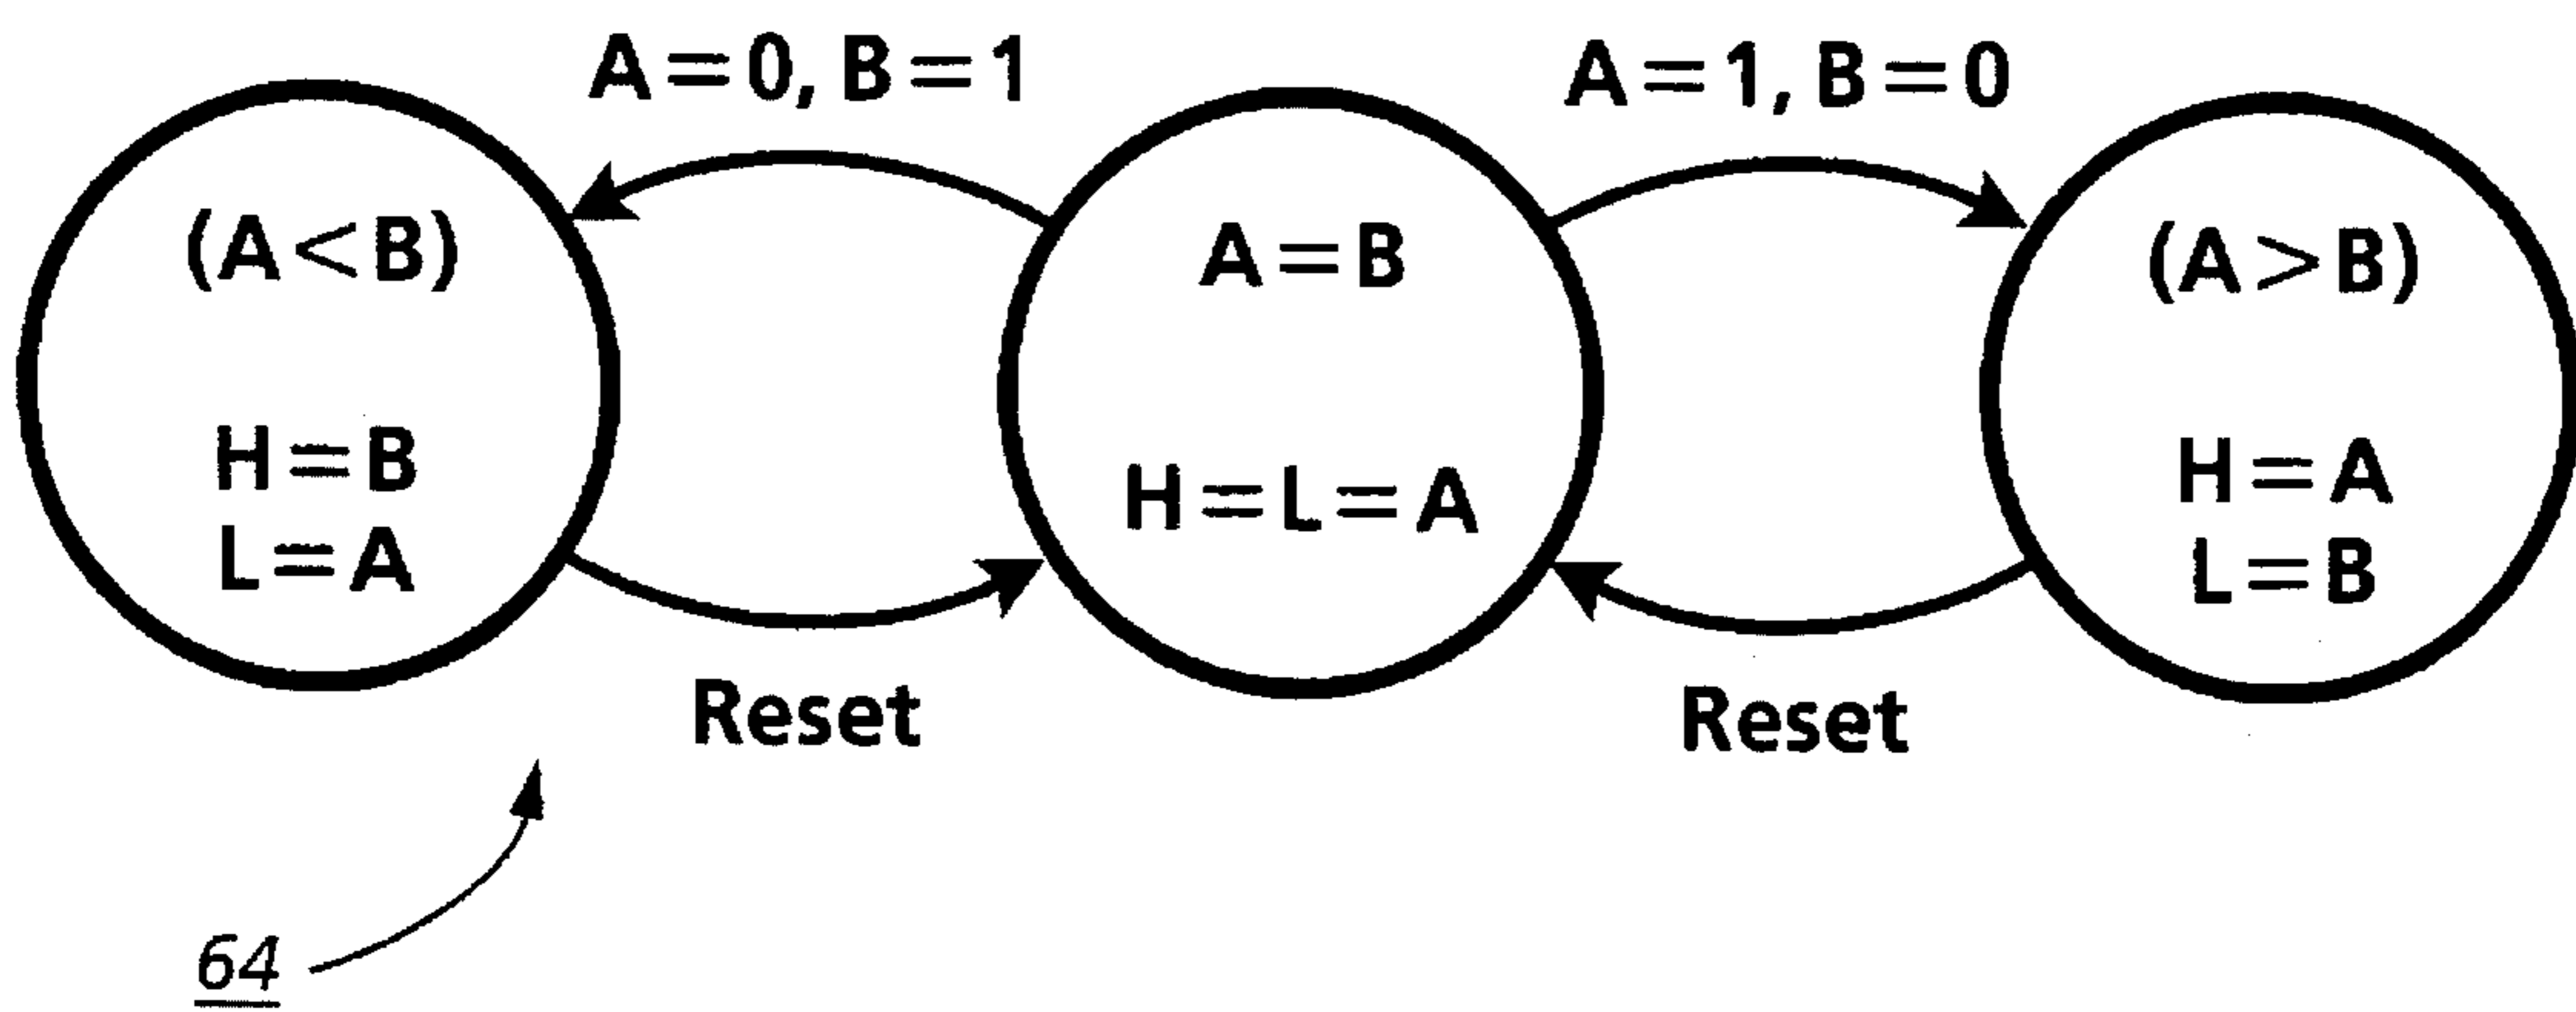 A=0, B=1
A=1, B=0
(A<B)
H=B
L=A
A=B
H=L=A
(A>B)
H=A
L=B
Reset
Reset
64